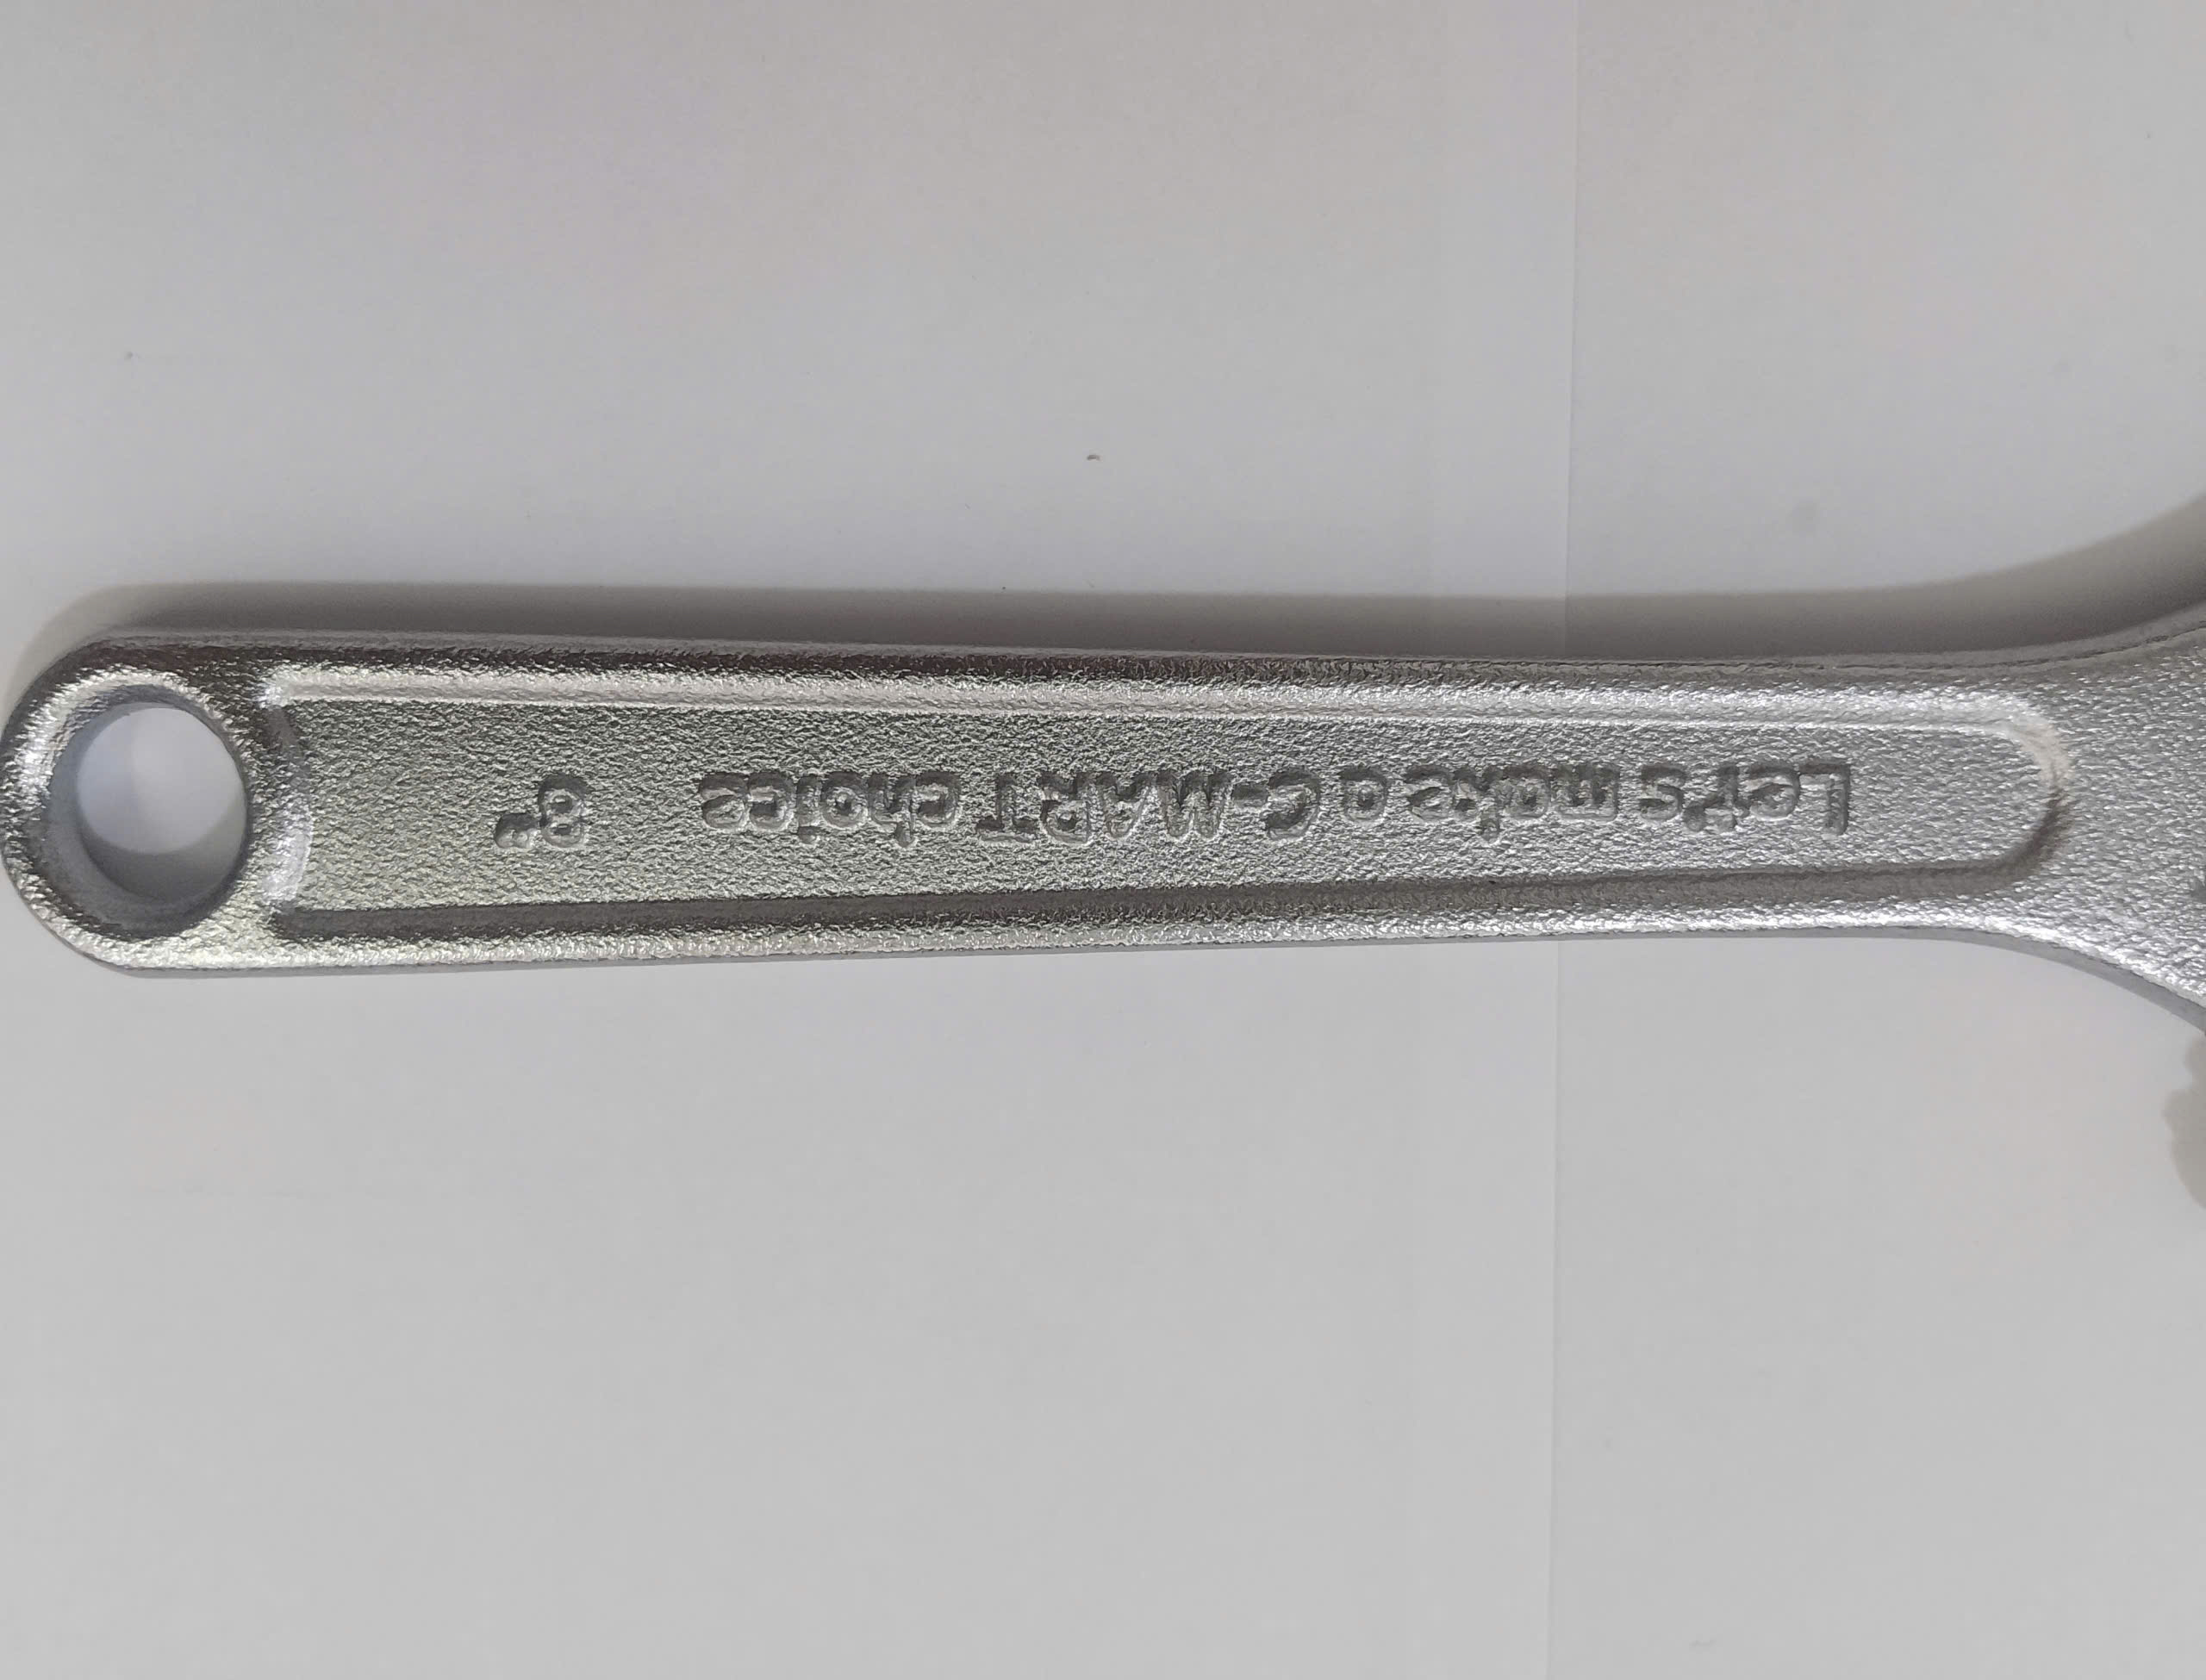 Let's make a C-MART choice 8"